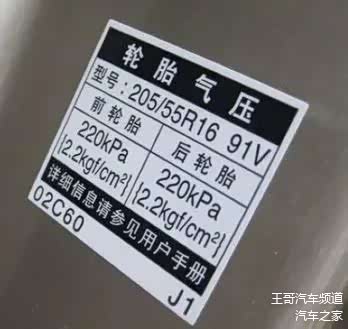 轮胎气压
型号:205/55R16 91V
前轮胎 后轮胎
220kPa 220kPa
{2.2kgf/cm²} {2.2kgf/cm²}
详细信息请参见用户手册
02C60 J1
王哥汽车频道
汽车之家